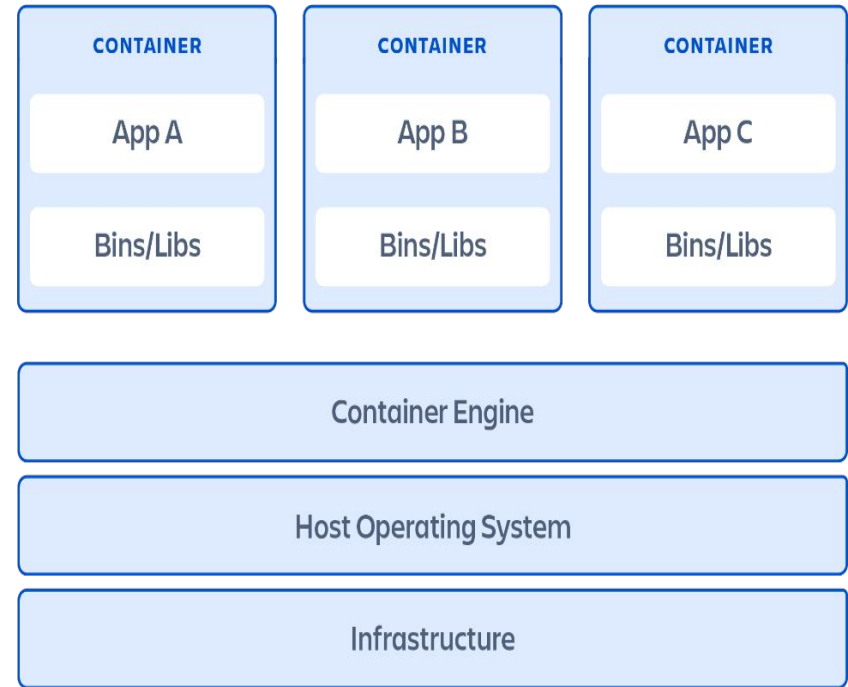 CONTAINER CONTAINER CONTAINER
App A App B App C
Bins/Libs Bins/Libs Bins/Libs
Container Engine
Host Operating System
Infrastructure